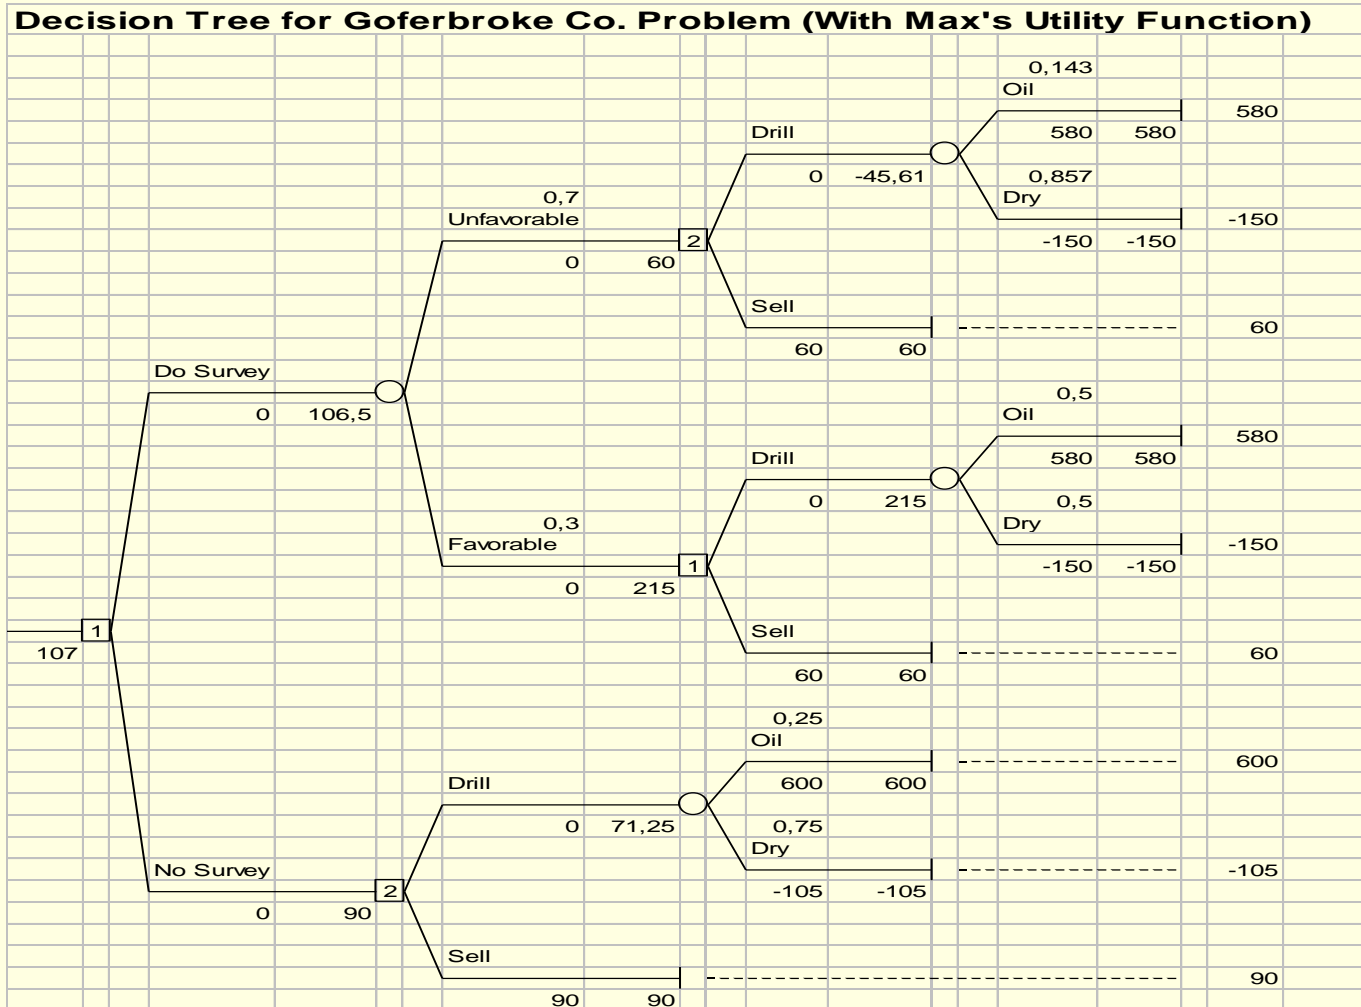 Decision Tree for Goferbroke Co. Problem (With Max's Utility Function)
0,143
Oil
580
Drill
580 580
0 -45,61
0,857
0,7
Dry
Unfavorable
-150
2
0 60
-150 -150
Sell
60
60 60
Do Survey
0,5
0 106,5
Oil
580
Drill
580 580
0 215
0,5
0,3
Dry
Favorable
-150
1
0 215
-150 -150
1
Sell
107
60
60 60
0,25
Oil
600
Drill
600 600
0 71,25
0,75
Dry
No Survey
-105
2
-105 -105
0 90
Sell
90
90 90